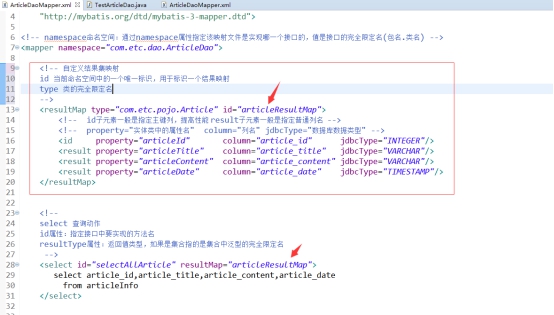 ArticleDaoMapper.xml TestArticleDao.java ArticleDaoMapper.xml
4 "http://mybatis.org/dtd/mybatis-3-mapper.dtd">
5
6 <!-- namespace命名空间：通过namespace属性指定该映射文件是实现哪一个接口的，值是接口的完全限定名(包名.类名) -->
7 <mapper namespace="com.etc.dao.ArticleDao">
8
9 <!-- 自定义结果集映射
10 id 当前命名空间中的一个唯一标识，用于标识一个结果映射
11 type 类的完全限定名
12 -->
13 <resultMap type="com.etc.pojo.Article" id="articleResultMap">
14 <!-- id子元素一般是指定主键列，提高性能 result子元素一般是指定普通列名 -->
15 <!-- property="实体类中的属性名" column="列名" jdbcType="数据库数据类型" -->
16 <id property="articleId" column="article_id" jdbcType="INTEGER"/>
17 <result property="articleTitle" column="article_title" jdbcType="VARCHAR"/>
18 <result property="articleContent" column="article_content" jdbcType="VARCHAR"/>
19 <result property="articleDate" column="article_date" jdbcType="TIMESTAMP"/>
20 </resultMap>
21
22
23 <!--
24 select 查询动作
25 id属性：指定接口中要实现的方法名
26 resultType属性：返回值类型，如果是集合指的是集合中泛型的完全限定名
27 -->
28 <select id="selectAllArticle" resultMap="articleResultMap">
29 select article_id,article_title,article_content,article_date
30 from articleInfo
31 </select>